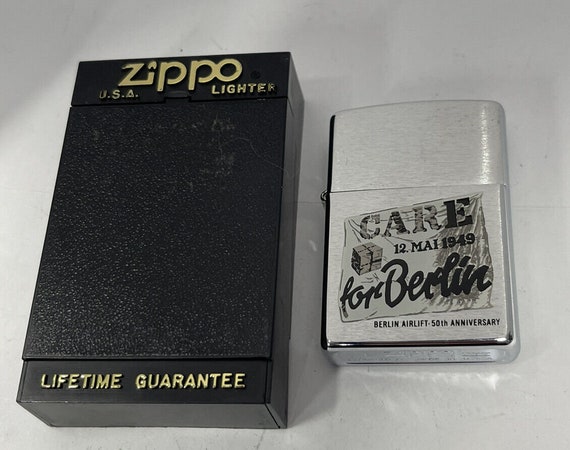 Zippo®
U.S.A. LIGHTER
LIFETIME GUARANTEE
CARE
12. MAI 1949
for Berlin
BERLIN AIRLIFT-50th ANNIVERSARY